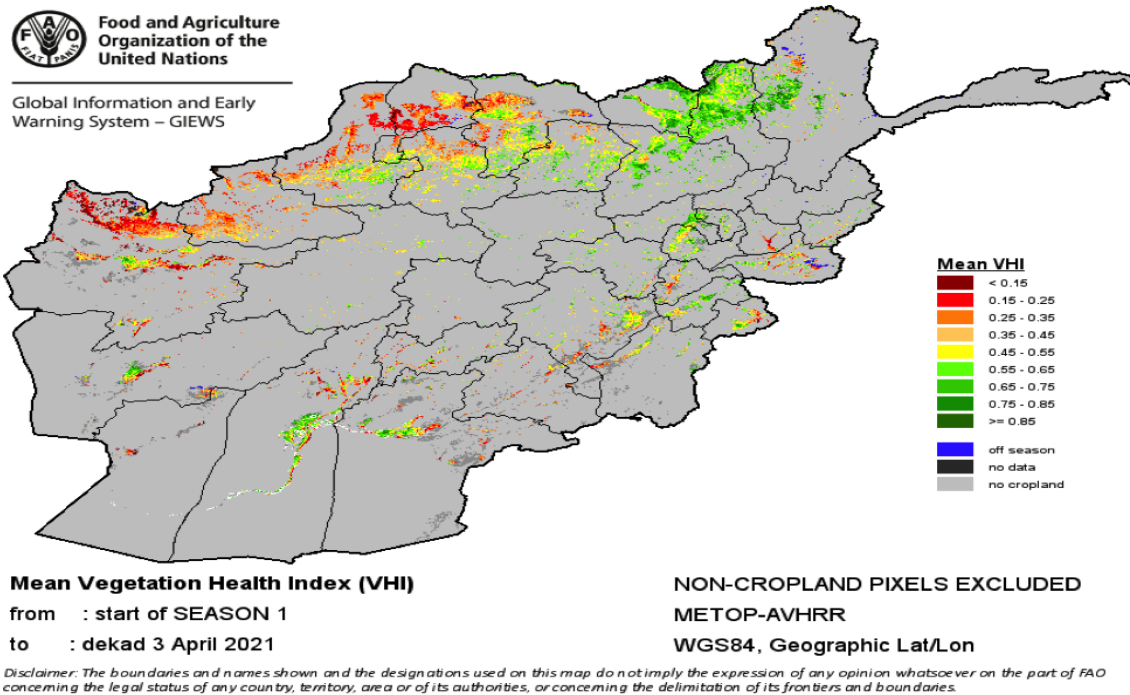 F A O
FIAT PANIS
Food and Agriculture
Organization of the
United Nations
Global Information and Early
Warning System – GIEWS
Mean VHI
< 0.15
0.15 - 0.25
0.25 - 0.35
0.35 - 0.45
0.45 - 0.55
0.55 - 0.65
0.65 - 0.75
0.75 - 0.85
>= 0.85
off season
no data
no cropland
Mean Vegetation Health Index (VHI)
from : start of SEASON 1
to : dekad 3 April 2021
NON-CROPLAND PIXELS EXCLUDED
METOP-AVHRR
WGS84, Geographic Lat/Lon
Disclaimer: The boundaries and names shown and the designations used on this map do not imply the expression of any opinion whatsoever on the part of FAO
concerning the legal status of any country, territory, area or of its authorities, or concerning the delimitation of its frontiers and boundaries.